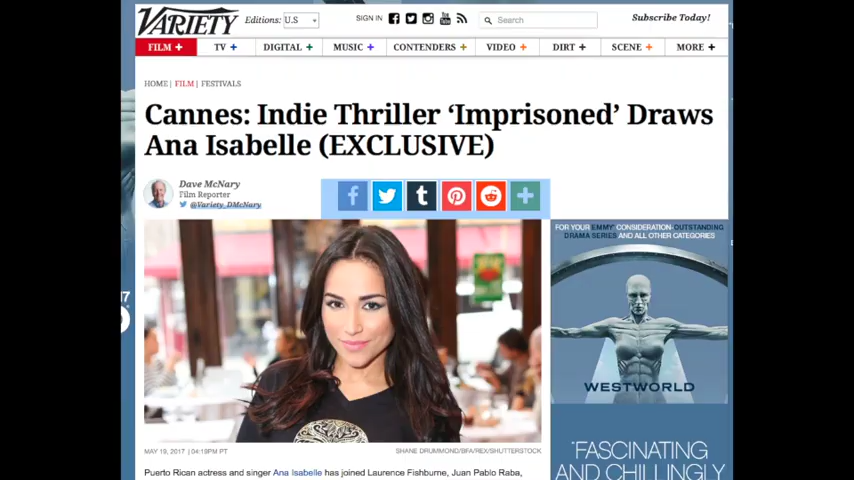 VARIETY
Editions: U.S
SIGN IN
Search
Subscribe Today!
FILM + TV + DIGITAL + MUSIC + CONTENDERS + VIDEO + DIRT + SCENE + MORE +
HOME | FILM | FESTIVALS
Cannes: Indie Thriller ‘Imprisoned’ Draws
Ana Isabelle (EXCLUSIVE)
Dave McNary
Film Reporter
@Variety_DMcNary
FOR YOUR EMMY CONSIDERATION OUTSTANDING
DRAMA SERIES AND ALL OTHER CATEGORIES
WESTWORLD
"FASCINATING
AND CHILLINGLY
MAY 19, 2017 | 04:19PM PT
SHANE DRUMMOND/BFA/REX/SHUTTERSTOCK
Puerto Rican actress and singer Ana Isabelle has joined Laurence Fishburne, Juan Pablo Raba,